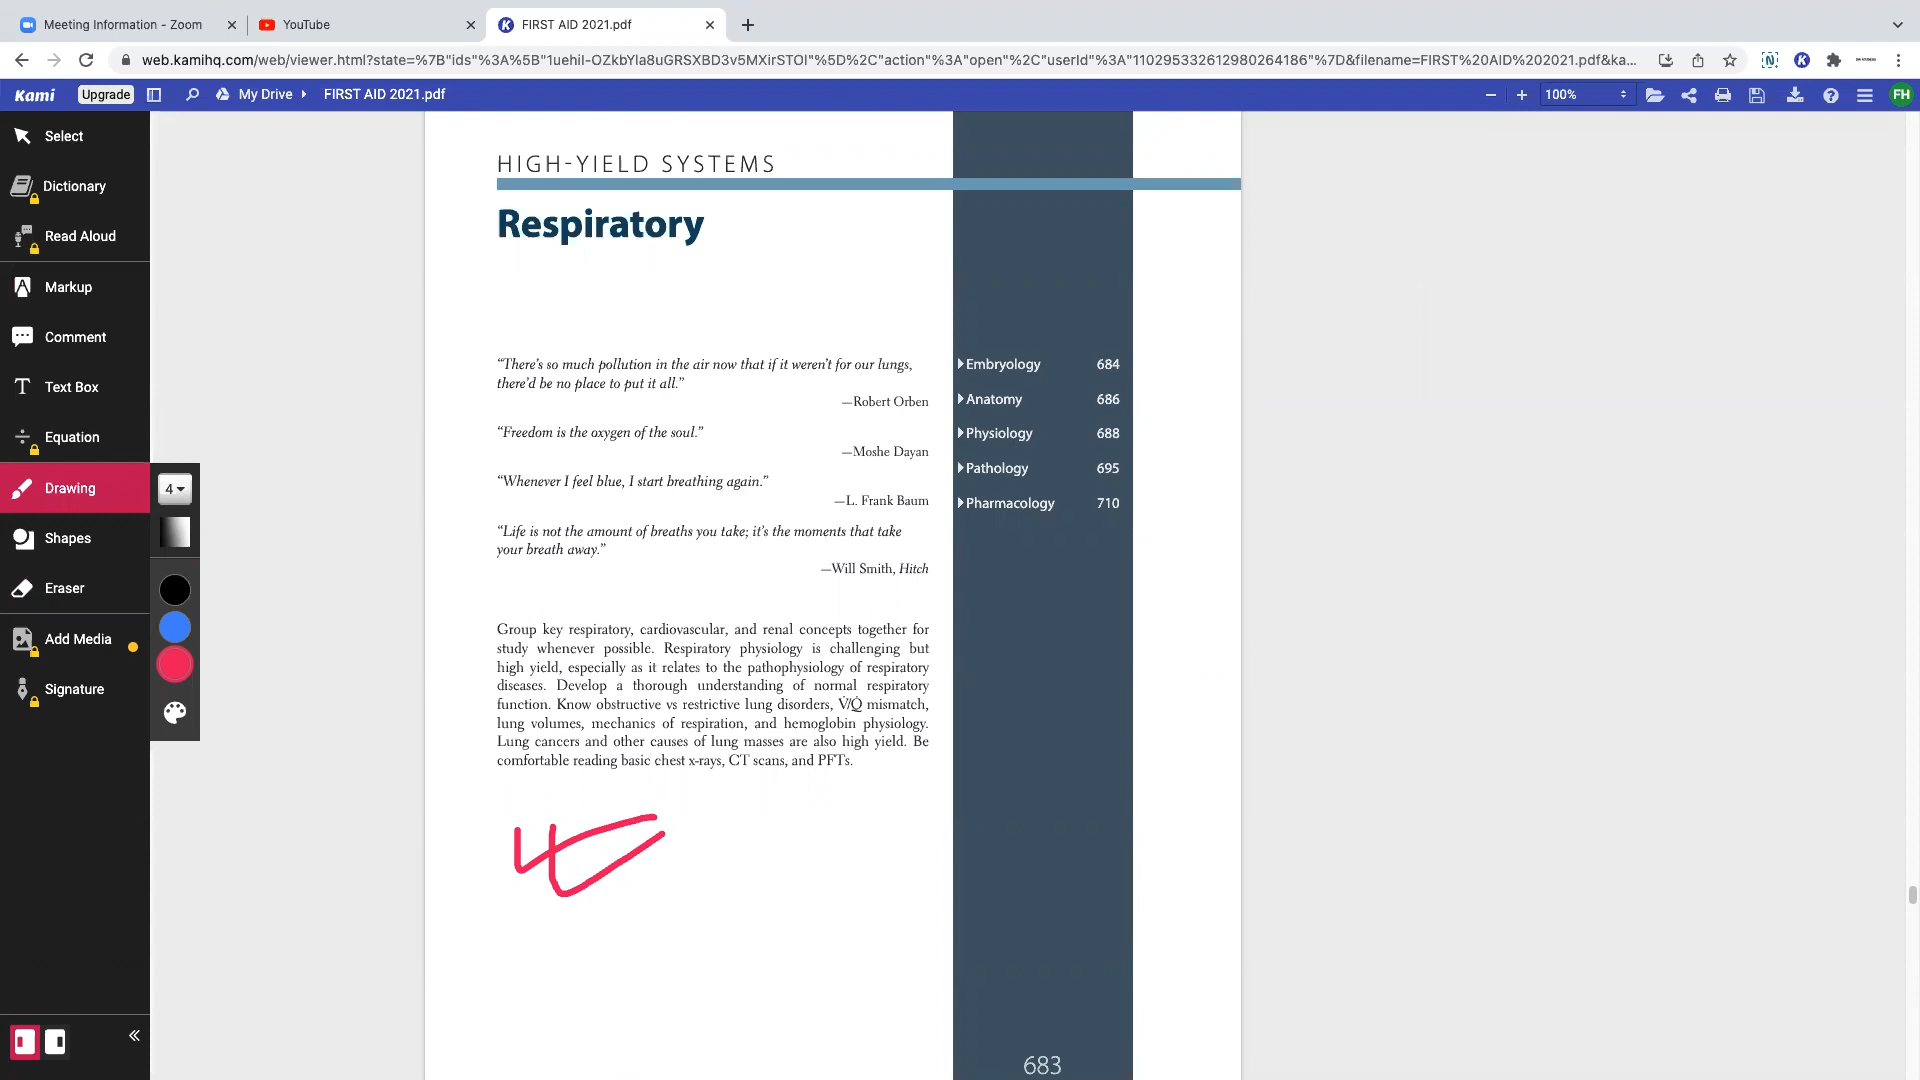 Meeting Information - Zoom
YouTube
FIRST AID 2021.pdf
web.kamihq.com/web/viewer.html?state=%7B"ids"%3A%5B"1uehiI-OZkbYla8uGRSXBD3v5MXirSTOl"%5D%2C"action"%3A"open"%2C"userId"%3A"110295332612980264186"%7D&filename=FIRST%20AID%202021.pdf&ka...
Kami
Upgrade
My Drive
FIRST AID 2021.pdf
100%
FH
Select
Dictionary
Read Aloud
Markup
Comment
Text Box
Equation
Drawing
4
Shapes
Eraser
Add Media
Signature
HIGH-YIELD SYSTEMS
Respiratory
“There’s so much pollution in the air now that if it weren’t for our lungs,
there’d be no place to put it all.”
—Robert Orben
“Freedom is the oxygen of the soul.”
—Moshe Dayan
“Whenever I feel blue, I start breathing again.”
—L. Frank Baum
“Life is not the amount of breaths you take; it’s the moments that take
your breath away.”
—Will Smith, Hitch
Group key respiratory, cardiovascular, and renal concepts together for
study whenever possible. Respiratory physiology is challenging but
high yield, especially as it relates to the pathophysiology of respiratory
diseases. Develop a thorough understanding of normal respiratory
function. Know obstructive vs restrictive lung disorders, V̇/Q̇ mismatch,
lung volumes, mechanics of respiration, and hemoglobin physiology.
Lung cancers and other causes of lung masses are also high yield. Be
comfortable reading basic chest x-rays, CT scans, and PFTs.
Embryology 684
Anatomy 686
Physiology 688
Pathology 695
Pharmacology 710
683